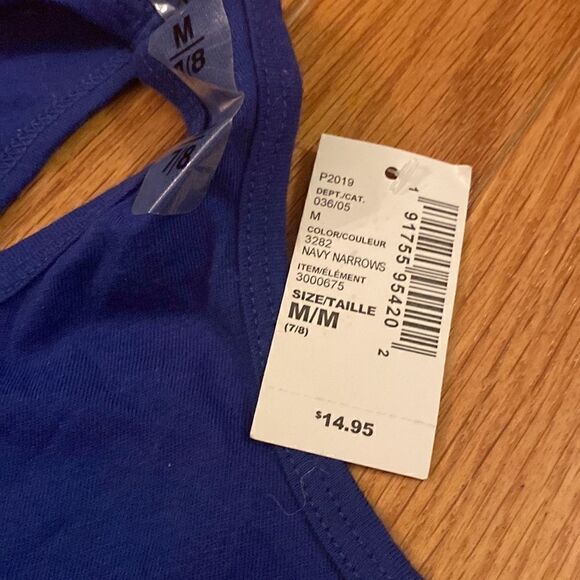 M
7/8
7/8
P2019
DEPT./CAT.
036/05
M
COLOR/COULEUR
3282
NAVY NARROWS
ITEM/ÉLÉMENT
3000675
SIZE/TAILLE
M/M
(7/8)
$14.95
1 91755 95420 2